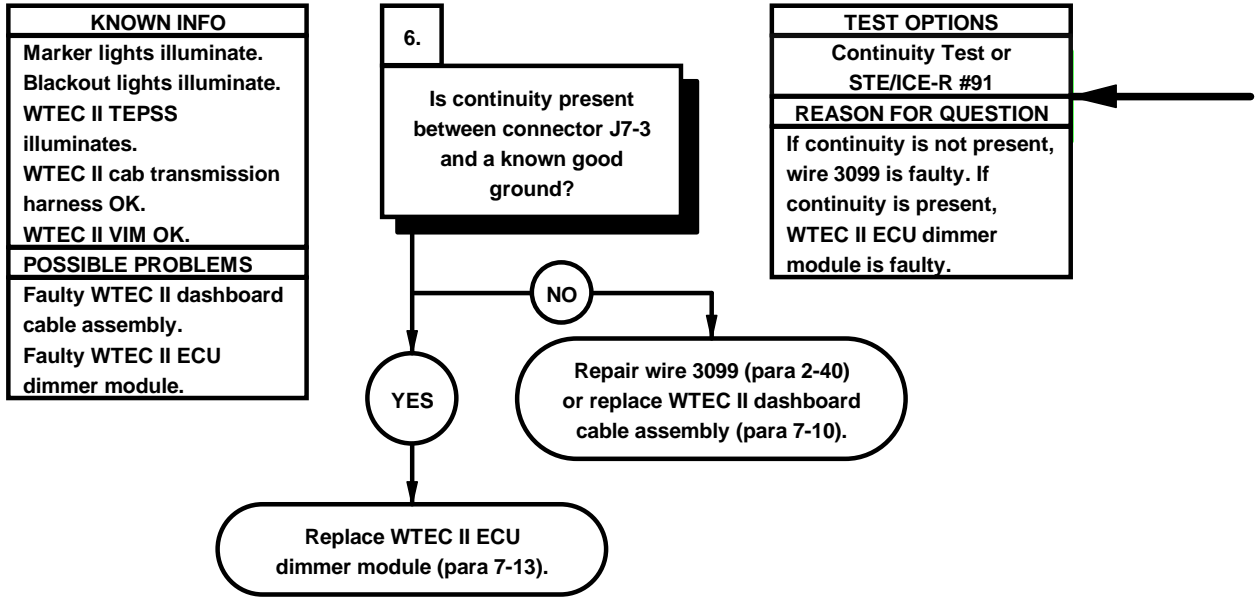 KNOWN INFO
Marker lights illuminate.
Blackout lights illuminate.
WTEC II TEPSS
illuminates.
WTEC II cab transmission
harness OK.
WTEC II VIM OK.
POSSIBLE PROBLEMS
Faulty WTEC II dashboard
cable assembly.
Faulty WTEC II ECU
dimmer module.
6.
Is continuity present
between connector J7-3
and a known good
ground?
TEST OPTIONS
Continuity Test or
STE/ICE-R #91
REASON FOR QUESTION
If continuity is not present,
wire 3099 is faulty. If
continuity is present,
WTEC II ECU dimmer
module is faulty.
NO
YES
Repair wire 3099 (para 2-40)
or replace WTEC II dashboard
cable assembly (para 7-10).
Replace WTEC II ECU
dimmer module (para 7-13).